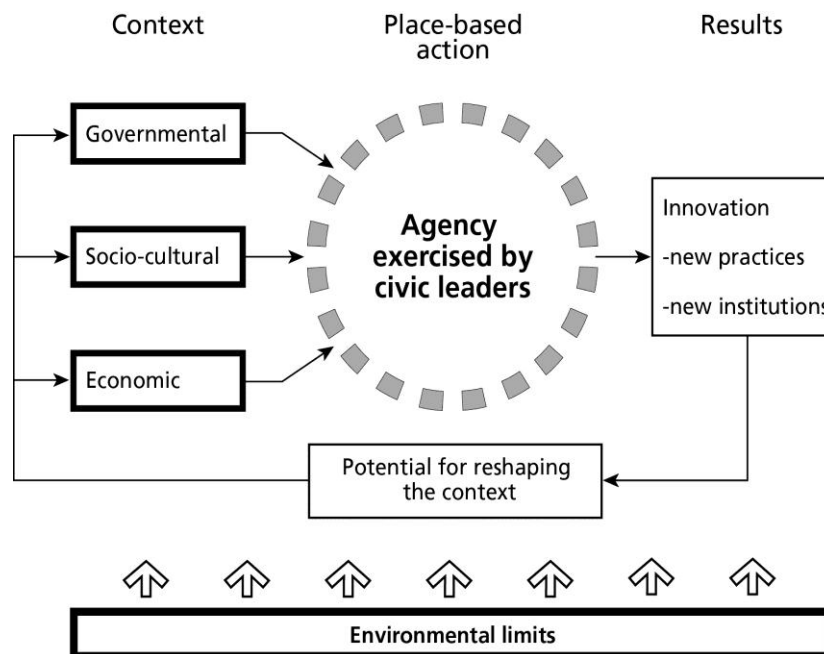 Context
Place-based
action
Results
Governmental
Socio-cultural
Economic
Agency
exercised by
civic leaders
Innovation
-new practices
-new institutions
Potential for reshaping
the context
Environmental limits